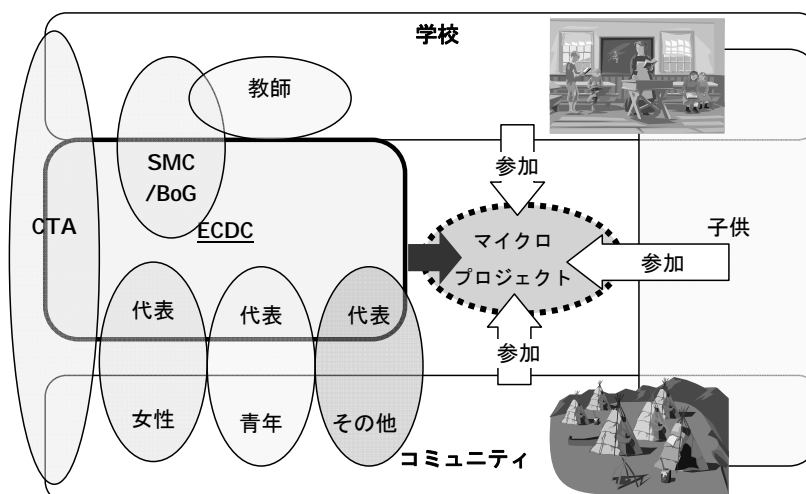 学校
教師
SMC
/BoG
ECDC
CTA
参加
マイクロ
プロジェクト
子供
参加
代表
代表
代表
参加
女性
青年
その他
コミュニティ